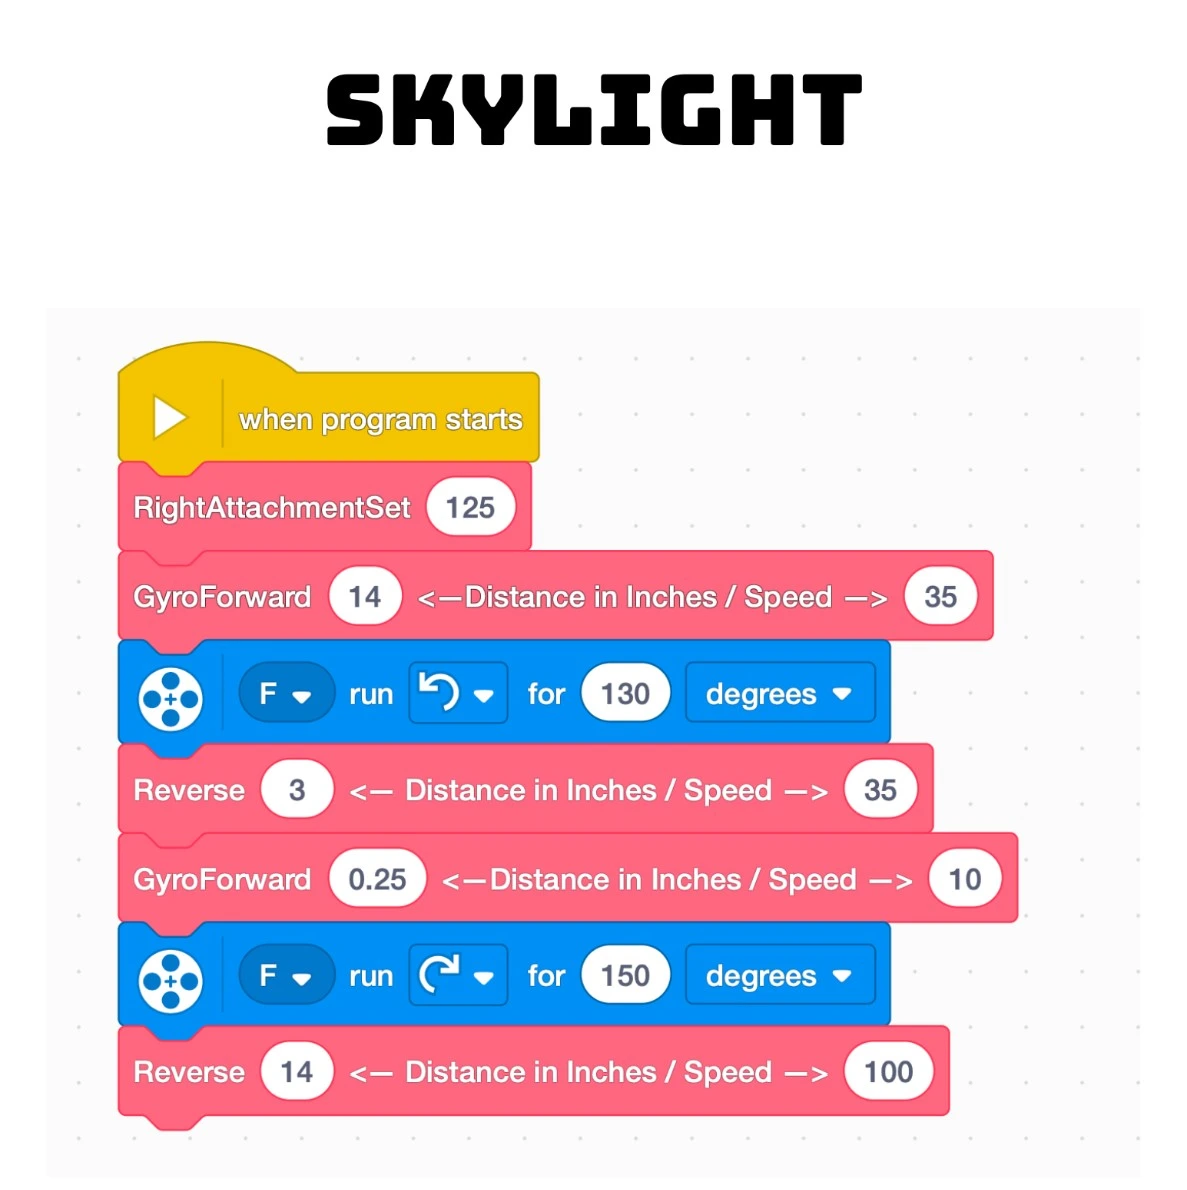 SKYLIGHT
when program starts
RightAttachmentSet 125
GyroForward 14 <—Distance in Inches / Speed —> 35
F run for 130 degrees
Reverse 3 <— Distance in Inches / Speed —> 35
GyroForward 0.25 <—Distance in Inches / Speed —> 10
F run for 150 degrees
Reverse 14 <— Distance in Inches / Speed —> 100